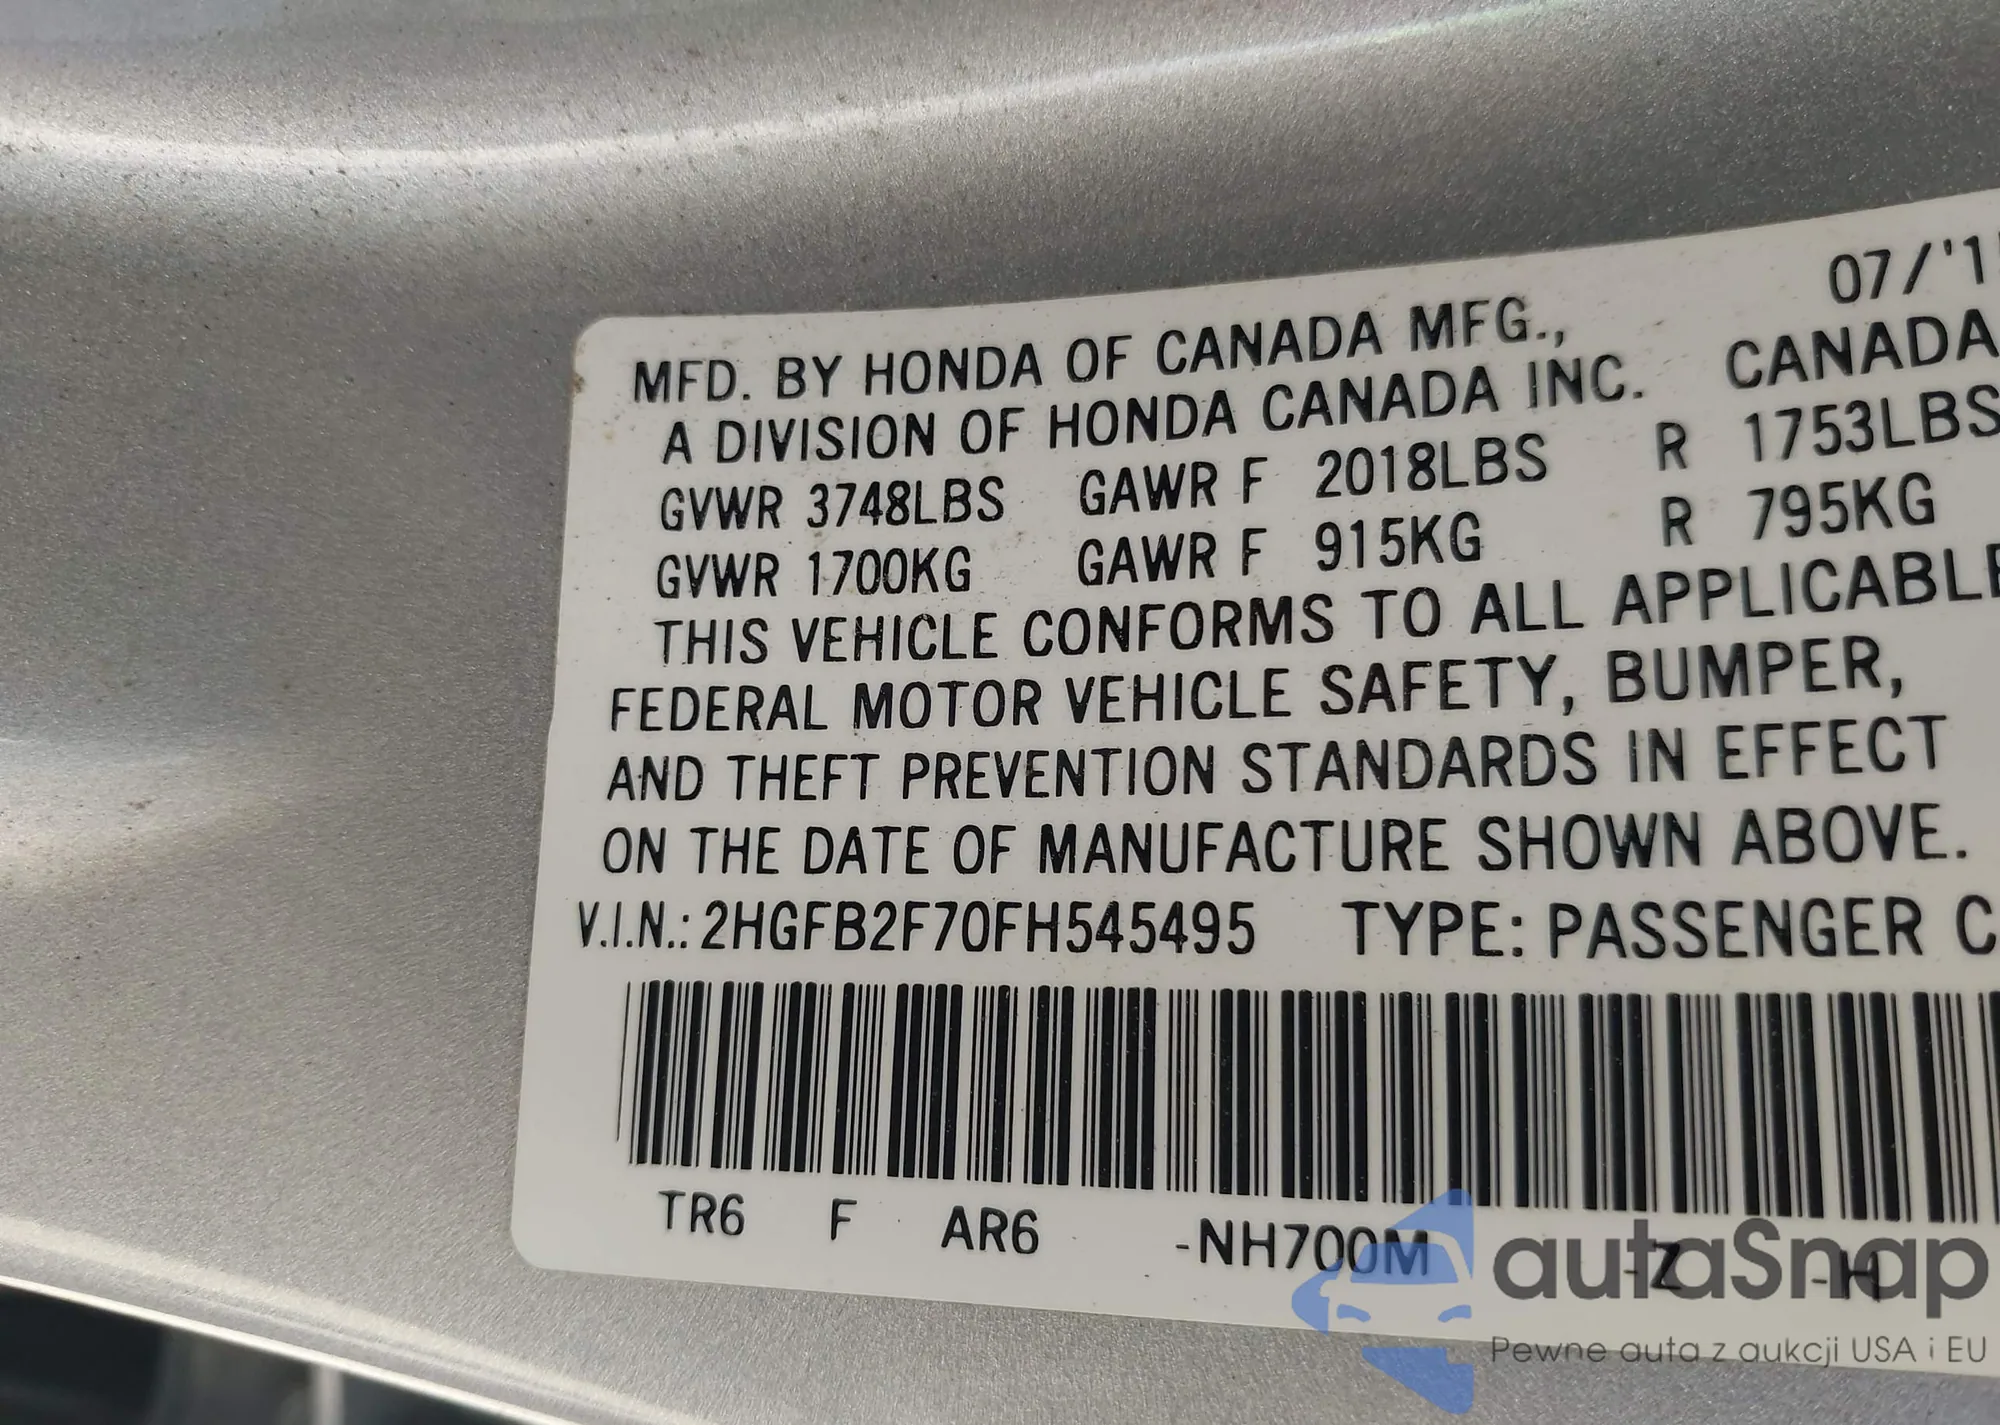 07/'1
MFD. BY HONDA OF CANADA MFG.,
A DIVISION OF HONDA CANADA INC. CANADA
GVWR 3748LBS GAWR F 2018LBS R 1753LBS
GVWR 1700KG GAWR F 915KG R 795KG
THIS VEHICLE CONFORMS TO ALL APPLICABLE
FEDERAL MOTOR VEHICLE SAFETY, BUMPER,
AND THEFT PREVENTION STANDARDS IN EFFECT
ON THE DATE OF MANUFACTURE SHOWN ABOVE.
V.I.N.: 2HGFB2F70FH545495 TYPE: PASSENGER C
TR6 F AR6 -NH700M -Z -H
autaSnap
Pewne auta z aukcji USA i EU